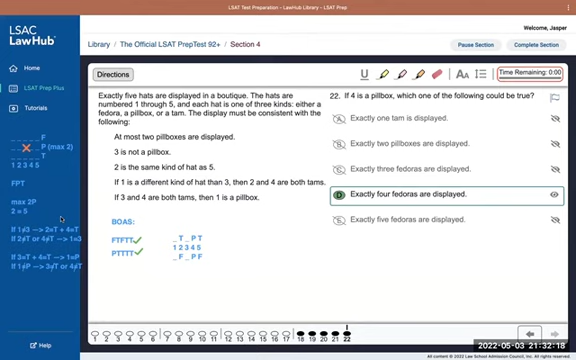 LSAT Test Preparation – LawHub Library – LSAT Prep
LSAC
LawHub
Welcome, Jasper
Library / The Official LSAT PrepTest 92+ / Section 4
Pause Section
Complete Section
Home
LSAT Prep Plus
Tutorials
Directions
U
AA
Time Remaining: 0:00
Exactly five hats are displayed in a boutique. The hats are
numbered 1 through 5, and each hat is one of three kinds: either a
fedora, a pillbox, or a tam. The display must be consistent with the
following:
At most two pillboxes are displayed.
3 is not a pillbox.
2 is the same kind of hat as 5.
If 1 is a different kind of hat than 3, then 2 and 4 are both tams.
If 3 and 4 are both tams, then 1 is a pillbox.
BOAS:
FTFTT
PTTTT
_ T _ P T
1 2 3 4 5
_ F _ P F
22. If 4 is a pillbox, which one of the following could be true?
A Exactly one tam is displayed.
B Exactly two pillboxes are displayed.
C Exactly three fedoras are displayed.
D Exactly four fedoras are displayed.
E Exactly five fedoras are displayed.
_ _ _ _ _ F
_ _ _ _ P (max 2)
_ _ _ _ _ T
1 2 3 4 5
FPT
max 2P
2 = 5
If 1≠3 -> 2=T + 4=T
If 2≠T or 4≠T -> 1=3
If 3=T + 4=T -> 1=P
If 1≠P -> 3≠T or 4≠T
Help
1 2 3 4 5 6 7 8 9 10 11 12 13 14 15 16 17 18 19 20 21 22
2022-05-03 21:32:18